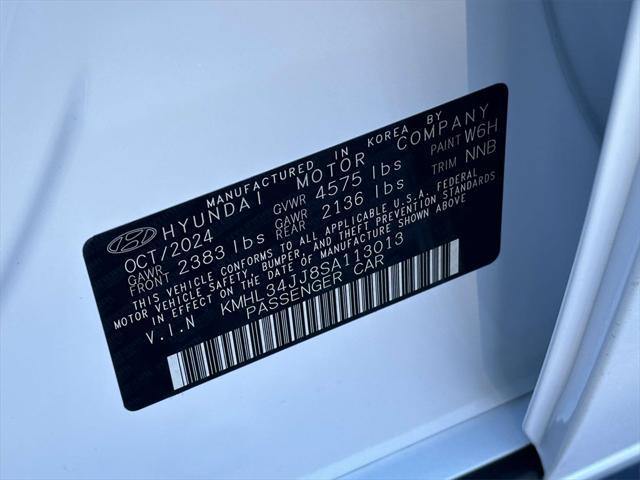 MANUFACTURED IN KOREA BY
HYUNDAI MOTOR COMPANY
OCT/2024 GVWR 4575 lbs PAINT W6H
GAWR FRONT 2383 lbs GAWR REAR 2136 lbs TRIM NNB
THIS VEHICLE CONFORMS TO ALL APPLICABLE U.S.A. FEDERAL
MOTOR VEHICLE SAFETY, BUMPER, AND THEFT PREVENTION STANDARDS
IN EFFECT ON THE DATE OF MANUFACTURE SHOWN ABOVE
V.I.N KMHL34JJ8SA113013
PASSENGER CAR